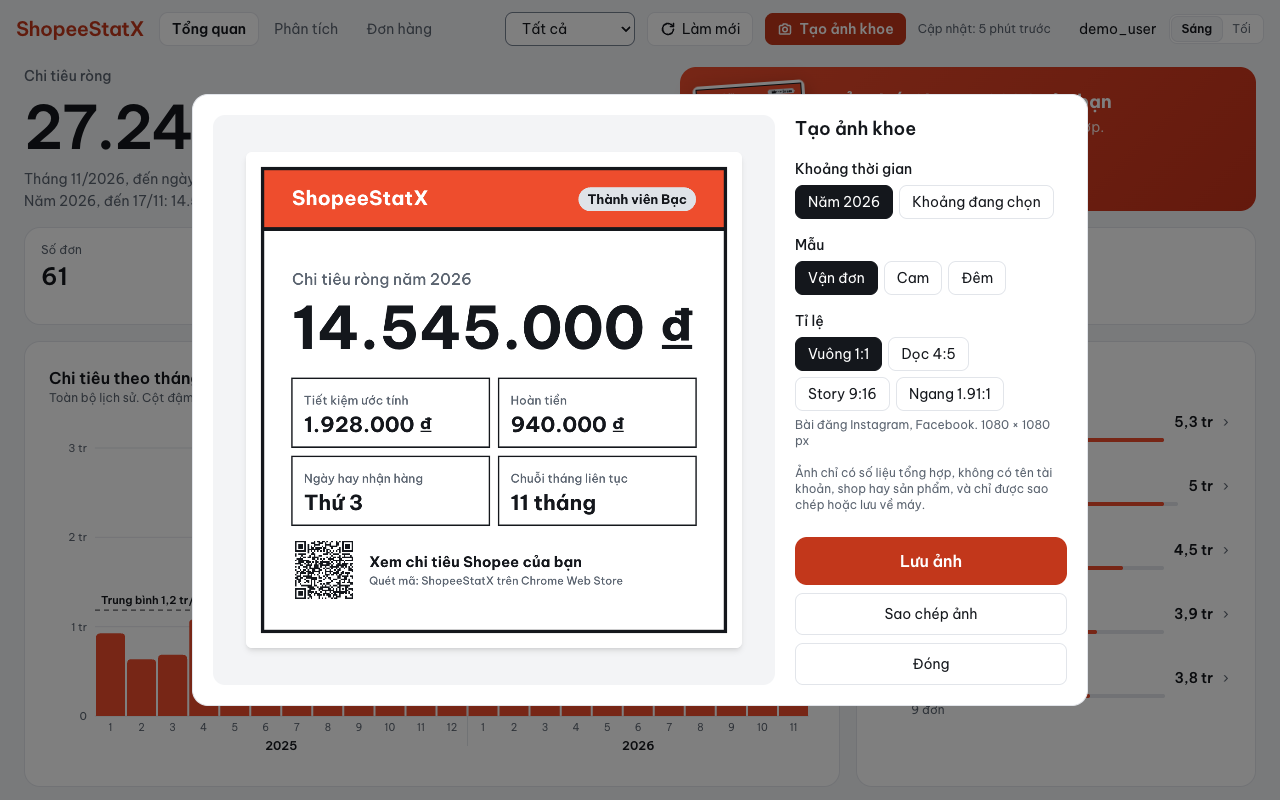 ShopeeStatX
Tổng quan
Phân tích
Đơn hàng
Tất cả
Làm mới
Tạo ảnh khoe
Cập nhật: 5 phút trước
demo_user
Sáng
Tối
Chi tiêu ròng
27.24
Tháng 11/2026, đến ngày
Năm 2026, đến 17/11: 14.5
bạn
ợp.
Số đơn
61
Chi tiêu theo tháng
Toàn bộ lịch sử. Cột đậm
3 tr
2 tr
Trung bình 1,2 tr/
1 tr
0
1 2 3 4 5 6 7 8 9 10 11 12 1 2 3 4 5 6 7 8 9 10 11
2025
2026
5,3 tr
5 tr
4,5 tr
3,9 tr
3,8 tr
9 đơn
ShopeeStatX
Thành viên Bạc
Chi tiêu ròng năm 2026
14.545.000 ₫
Tiết kiệm ước tính
1.928.000 ₫
Hoàn tiền
940.000 ₫
Ngày hay nhận hàng
Thứ 3
Chuỗi tháng liên tục
11 tháng
Xem chi tiêu Shopee của bạn
Quét mã: ShopeeStatX trên Chrome Web Store
Tạo ảnh khoe
Khoảng thời gian
Năm 2026
Khoảng đang chọn
Mẫu
Vận đơn
Cam
Đêm
Tỉ lệ
Vuông 1:1
Dọc 4:5
Story 9:16
Ngang 1.91:1
Bài đăng Instagram, Facebook. 1080 × 1080
px
Ảnh chỉ có số liệu tổng hợp, không có tên tài
khoản, shop hay sản phẩm, và chỉ được sao
chép hoặc lưu về máy.
Lưu ảnh
Sao chép ảnh
Đóng